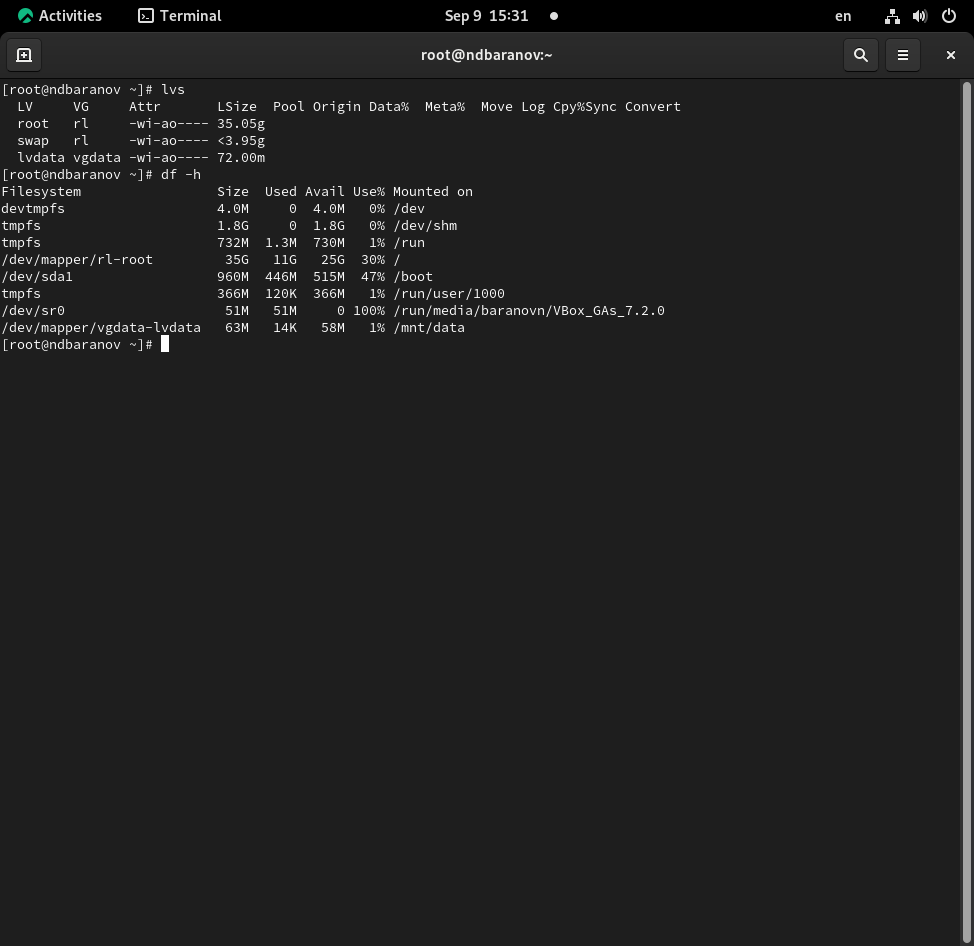 Activities Terminal Sep 9 15:31 en
root@ndbaranov:~
[root@ndbaranov ~]# lvs
  LV     VG     Attr       LSize  Pool Origin Data%  Meta%  Move Log Cpy%Sync Convert
  root   rl     -wi-ao---- 35.05g
  swap   rl     -wi-ao---- <3.95g
  lvdata vgdata -wi-ao---- 72.00m
[root@ndbaranov ~]# df -h
Filesystem                 Size  Used Avail Use% Mounted on
devtmpfs                   4.0M     0  4.0M   0% /dev
tmpfs                      1.8G     0  1.8G   0% /dev/shm
tmpfs                      732M  1.3M  730M   1% /run
/dev/mapper/rl-root         35G   11G   25G  30% /
/dev/sda1                  960M  446M  515M  47% /boot
tmpfs                      366M  120K  366M   1% /run/user/1000
/dev/sr0                    51M   51M     0 100% /run/media/baranovn/VBox_GAs_7.2.0
/dev/mapper/vgdata-lvdata   63M   14K   58M   1% /mnt/data
[root@ndbaranov ~]#